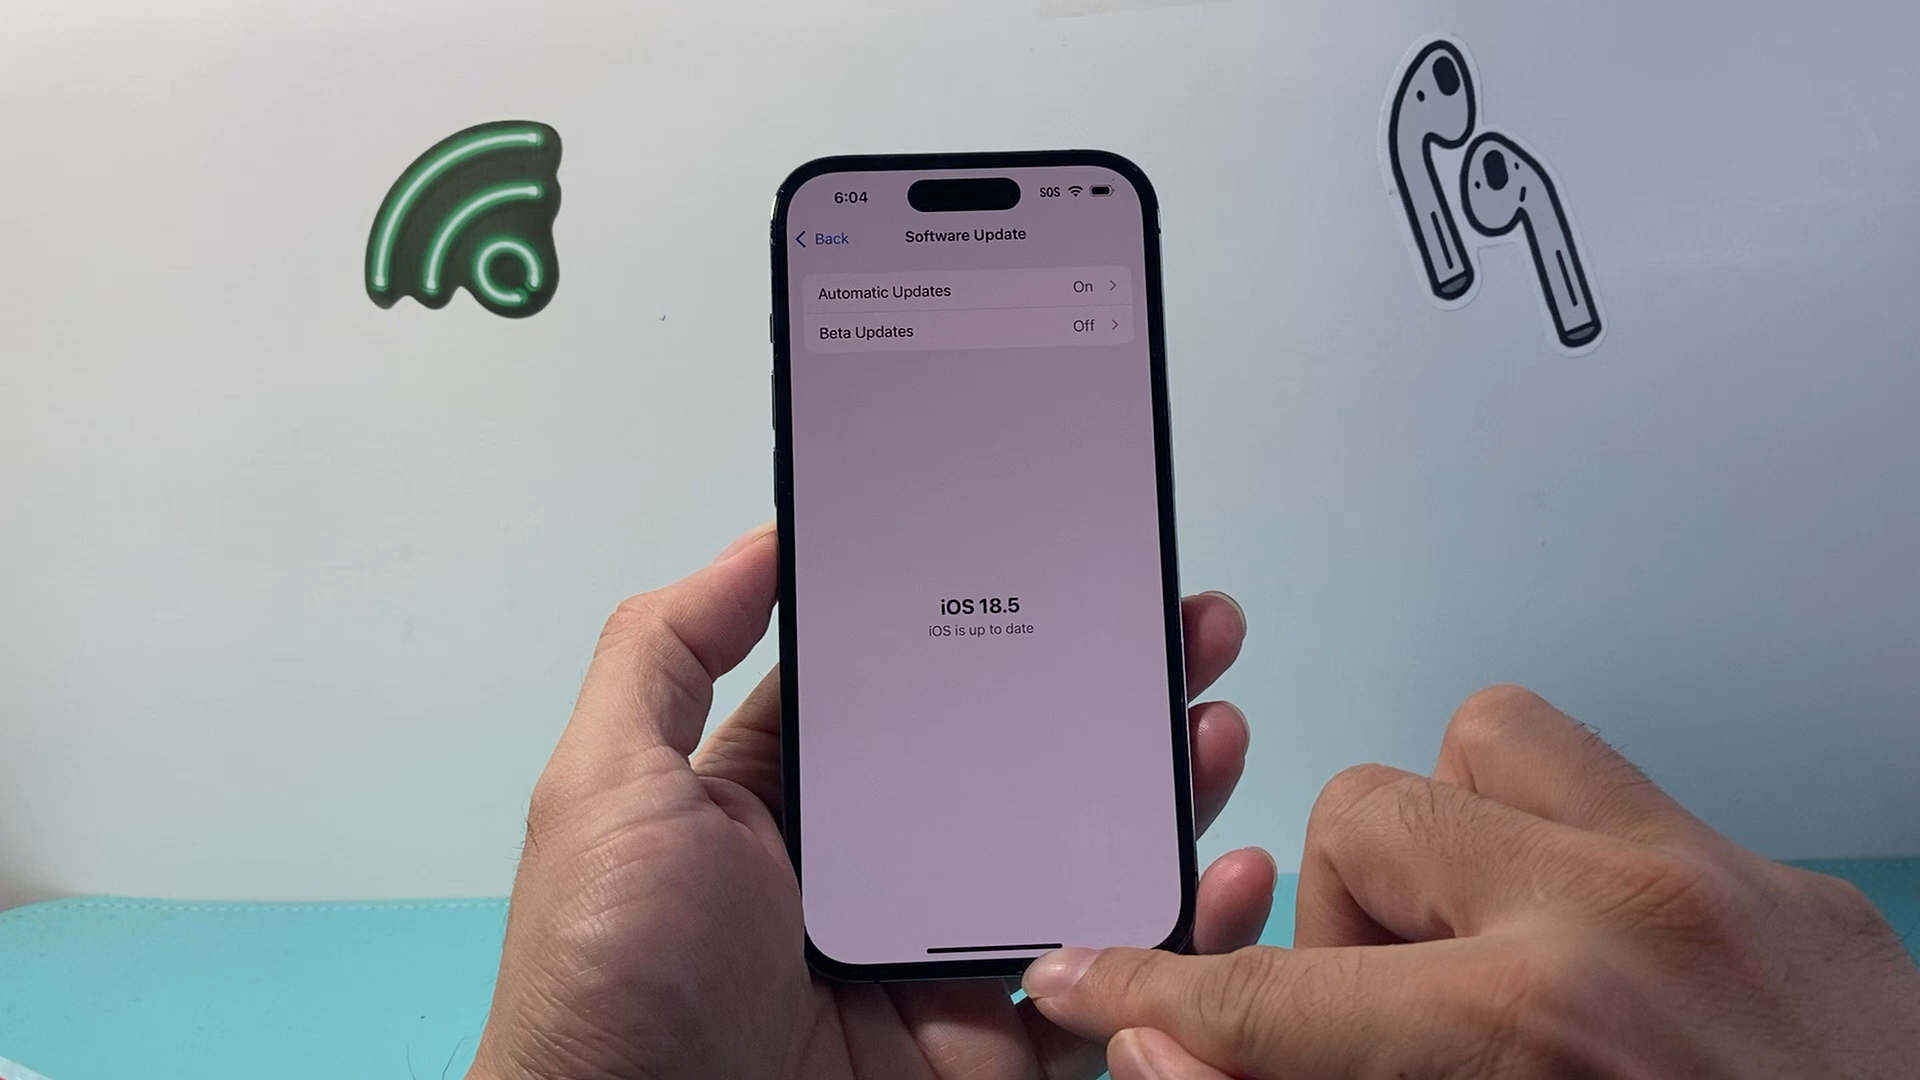 6:04 SOS
Back Software Update
Automatic Updates On
Beta Updates Off
iOS 18.5
iOS is up to date